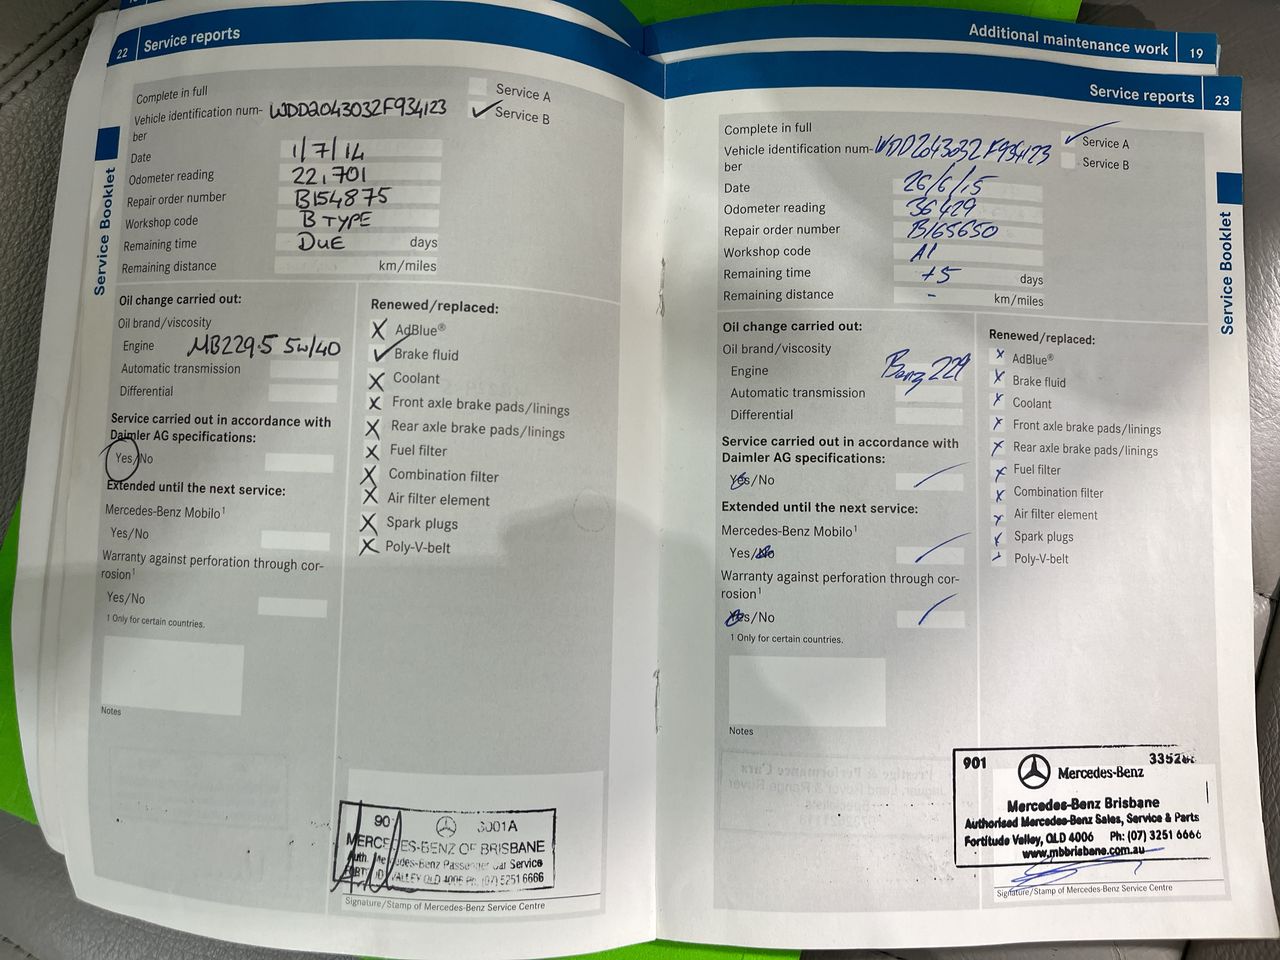 22 Service reports
Complete in full
Service A
Vehicle identification num-
ber
WDD2043032F934123
Service B
Date 1/7/14
Odometer reading 22,701
Repair order number B154875
Workshop code B TYPE
Remaining time DUE days
Remaining distance km/miles
Service Booklet
Oil change carried out:
Oil brand/viscosity
Engine MB229.5 5w/40
Automatic transmission
Differential
Service carried out in accordance with
Daimler AG specifications:
Yes/No
Extended until the next service:
Mercedes-Benz Mobilo¹
Yes/No
Warranty against perforation through cor-
rosion¹
Yes/No
¹ Only for certain countries.
Notes
Renewed/replaced:
X AdBlue®
✓ Brake fluid
X Coolant
X Front axle brake pads/linings
X Rear axle brake pads/linings
X Fuel filter
X Combination filter
X Air filter element
X Spark plugs
X Poly-V-belt
MERCEDES-BENZ OF BRISBANE
Signature/Stamp of Mercedes-Benz Service Centre
Additional maintenance work 19
Service reports 23
Complete in full
Service A
Vehicle identification num-
ber
WDD2043032F934123
Service B
Date 26/6/15
Odometer reading 36429
Repair order number B165650
Workshop code A1
Remaining time +5 days
Remaining distance - km/miles
Service Booklet
Oil change carried out:
Oil brand/viscosity
Engine Benz 229
Automatic transmission
Differential
Service carried out in accordance with
Daimler AG specifications:
Yes/No
Extended until the next service:
Mercedes-Benz Mobilo¹
Yes/No
Warranty against perforation through cor-
rosion¹
Yes/No
¹ Only for certain countries.
Notes
Renewed/replaced:
x AdBlue®
x Brake fluid
x Coolant
x Front axle brake pads/linings
x Rear axle brake pads/linings
x Fuel filter
x Combination filter
x Air filter element
x Spark plugs
Poly-V-belt
901
Mercedes-Benz
Mercedes-Benz Brisbane
Authorised Mercedes-Benz Sales, Service & Parts
Fortitude Valley, QLD 4006 Ph: (07) 3251 6666
www.mbbrisbane.com.au
Signature/Stamp of Mercedes-Benz Service Centre